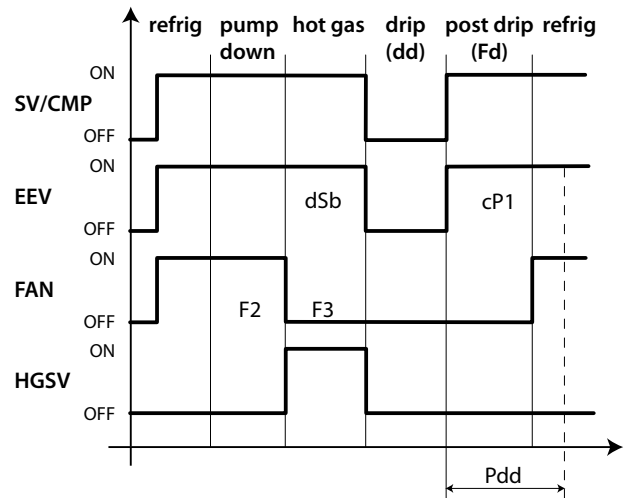 refrig pump down hot gas drip (dd) post drip (Fd) refrig
ON
SV/CMP
OFF
ON
EEV
dSb cP1
OFF
ON
FAN
OFF F2 F3
ON
HGSV
OFF
Pdd